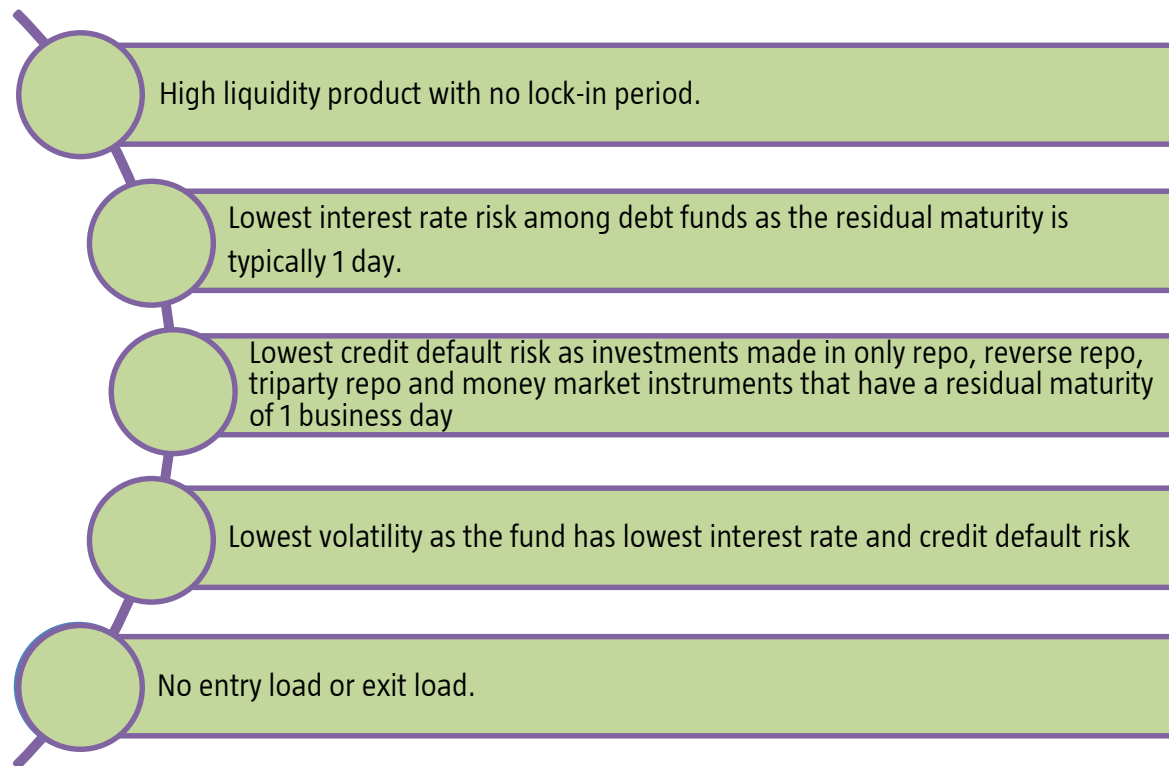 High liquidity product with no lock-in period.
Lowest interest rate risk among debt funds as the residual maturity is
typically 1 day.
Lowest credit default risk as investments made in only repo, reverse repo,
triparty repo and money market instruments that have a residual maturity
of 1 business day
Lowest volatility as the fund has lowest interest rate and credit default risk
No entry load or exit load.